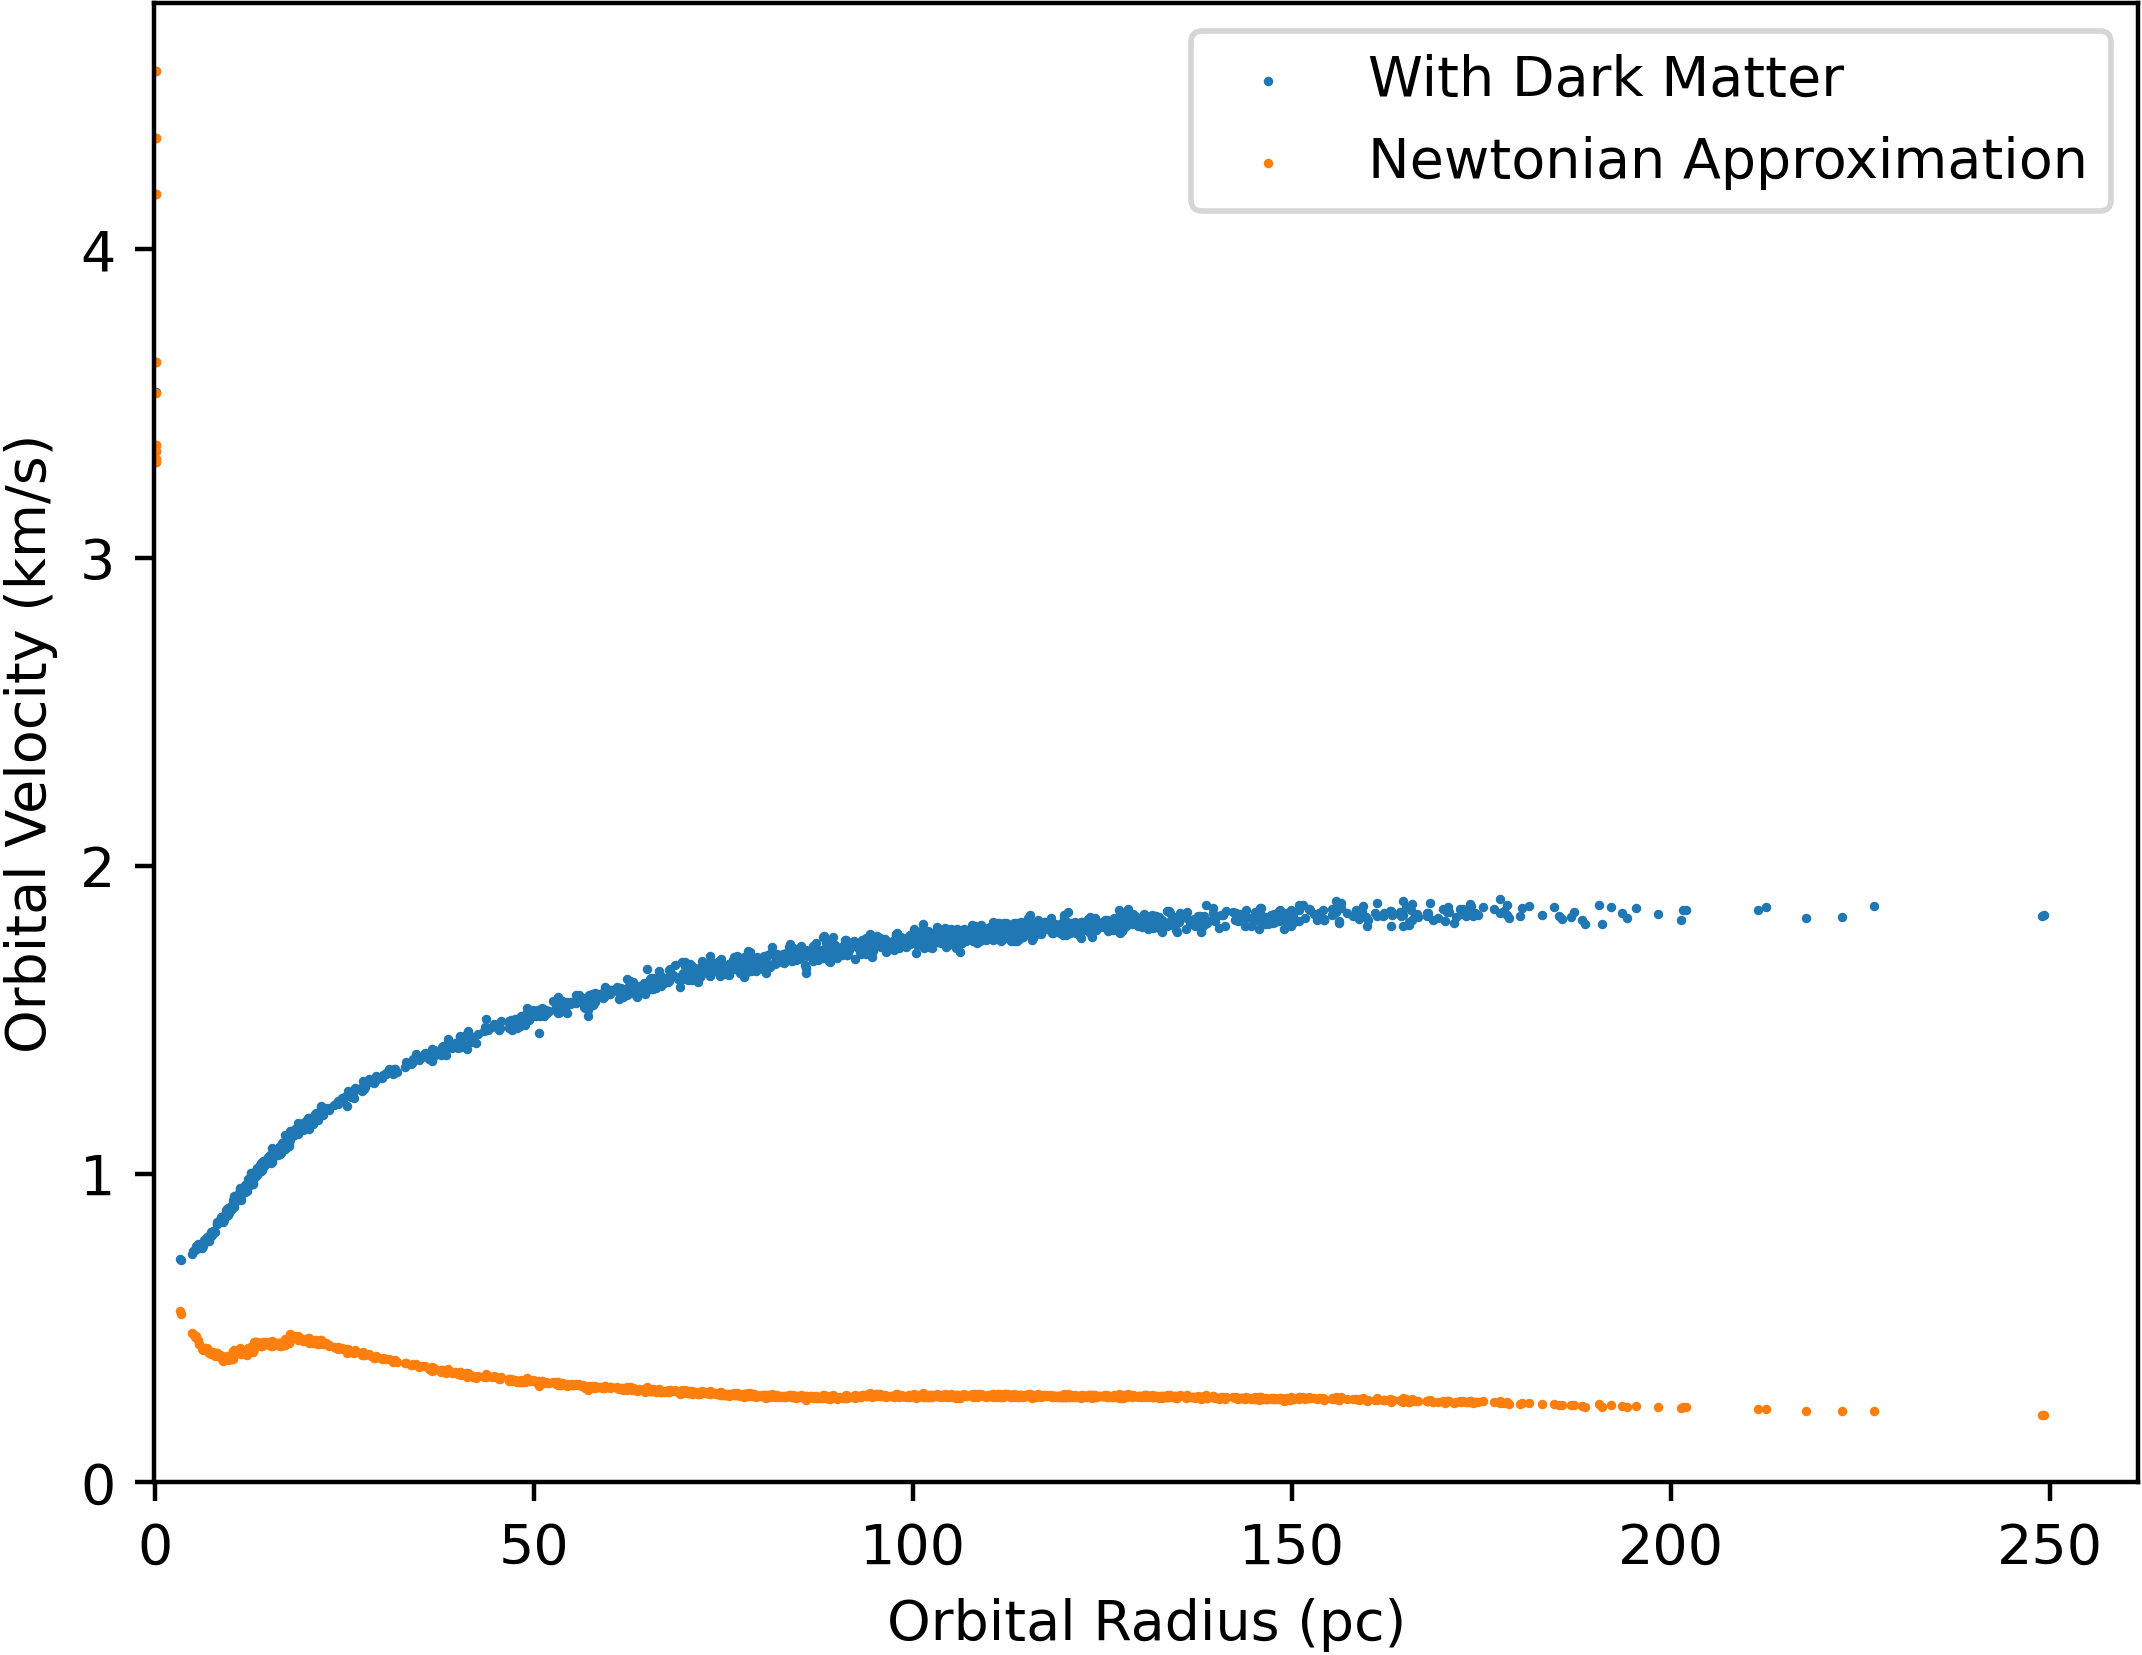 With Dark Matter
Newtonian Approximation
Orbital Velocity (km/s)
4
3
2
1
0
0 50 100 150 200 250
Orbital Radius (pc)